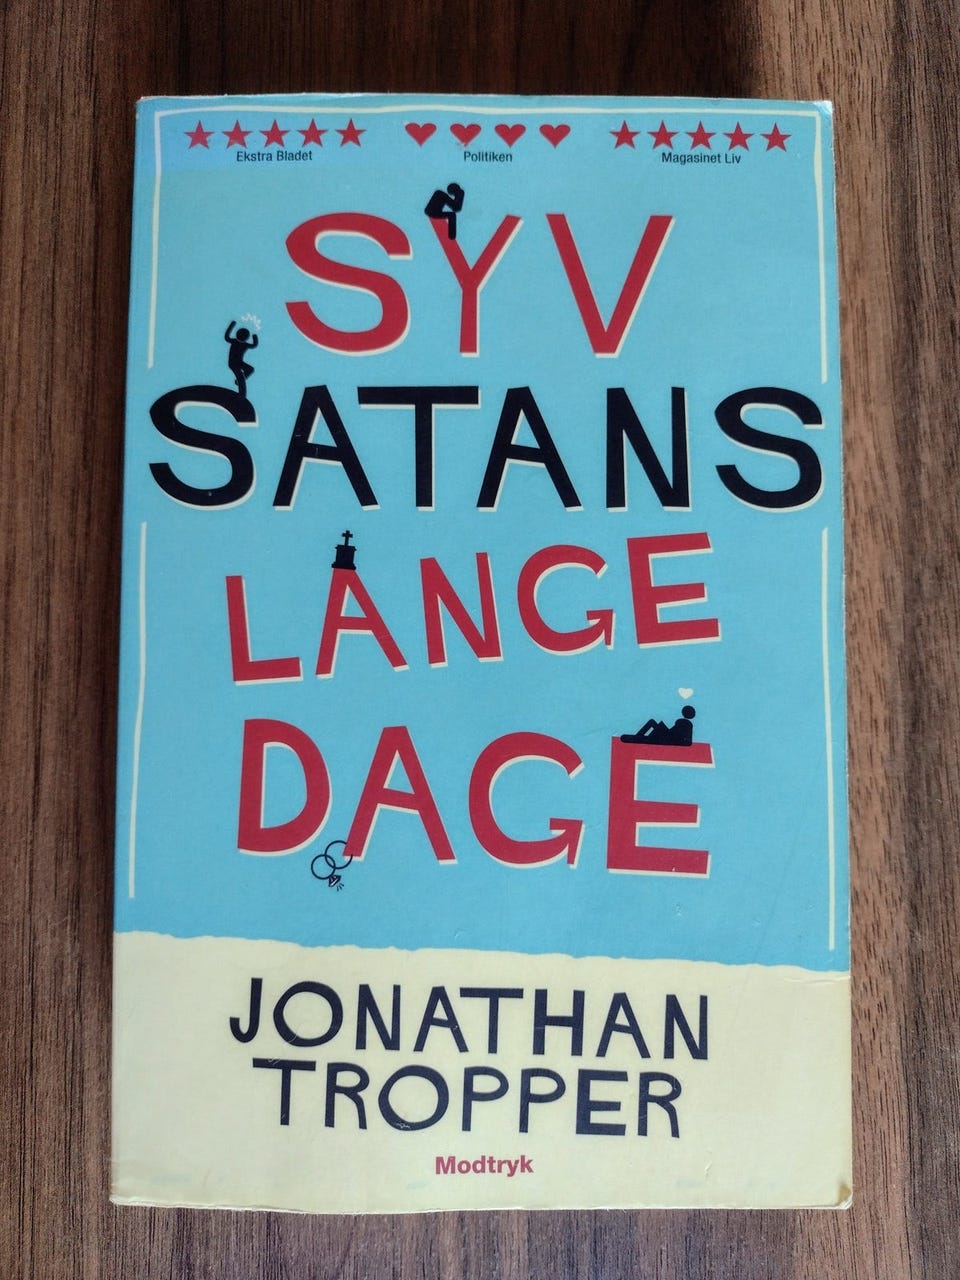 ★★★★★ ♥♥♥♥ ★★★★★
Ekstra Bladet Politiken Magasinet Liv
SYV
SATANS
LANGE
DAGE
JONATHAN
TROPPER
Modtryk